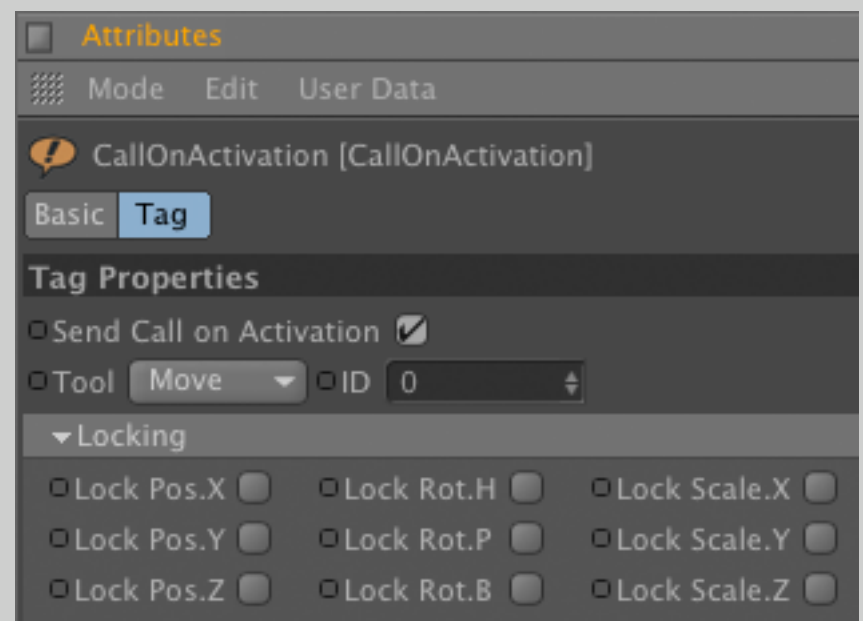 Attributes
Mode Edit User Data
CallOnActivation [CallOnActivation]
Basic Tag
Tag Properties
Send Call on Activation
Tool Move ID 0
Locking
Lock Pos.X Lock Rot.H Lock Scale.X
Lock Pos.Y Lock Rot.P Lock Scale.Y
Lock Pos.Z Lock Rot.B Lock Scale.Z